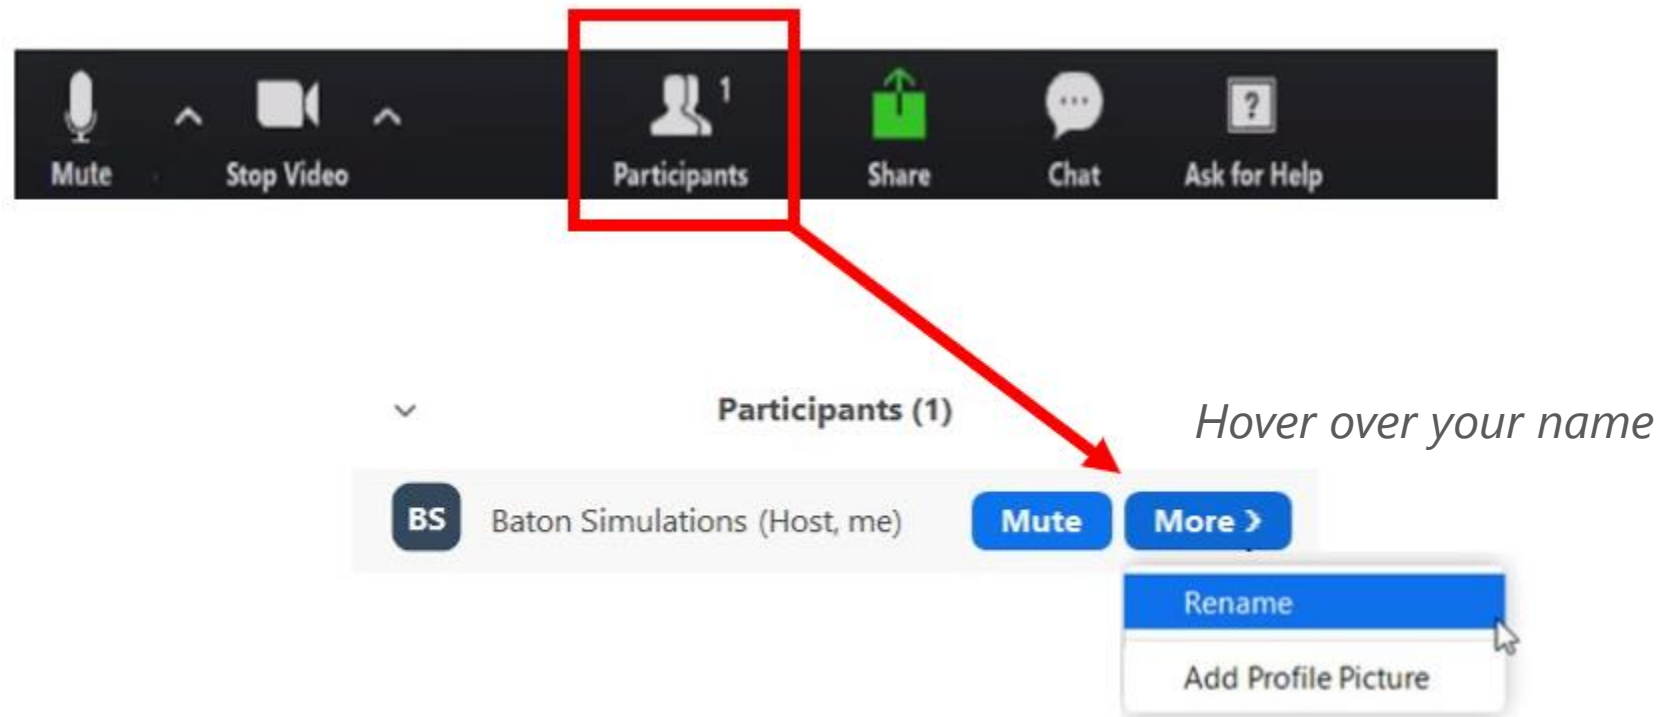 1
Mute Stop Video Participants Share Chat Ask for Help
Participants (1)
Hover over your name
BS Baton Simulations (Host, me) Mute More >
Rename
Add Profile Picture